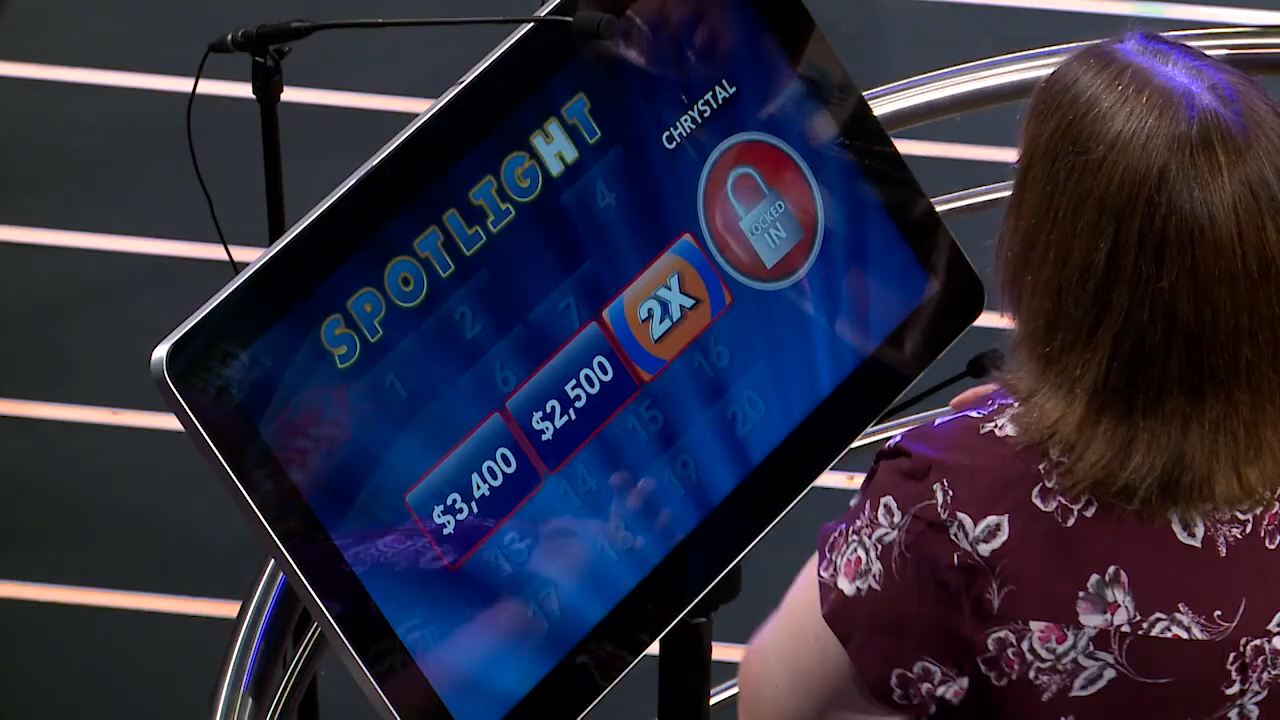 SPOTLIGHT
CHRYSTAL
LOCKED
IN
1 2 4
6 7
$3,400 $2,500 2X
13 14 15 16
17 19 20